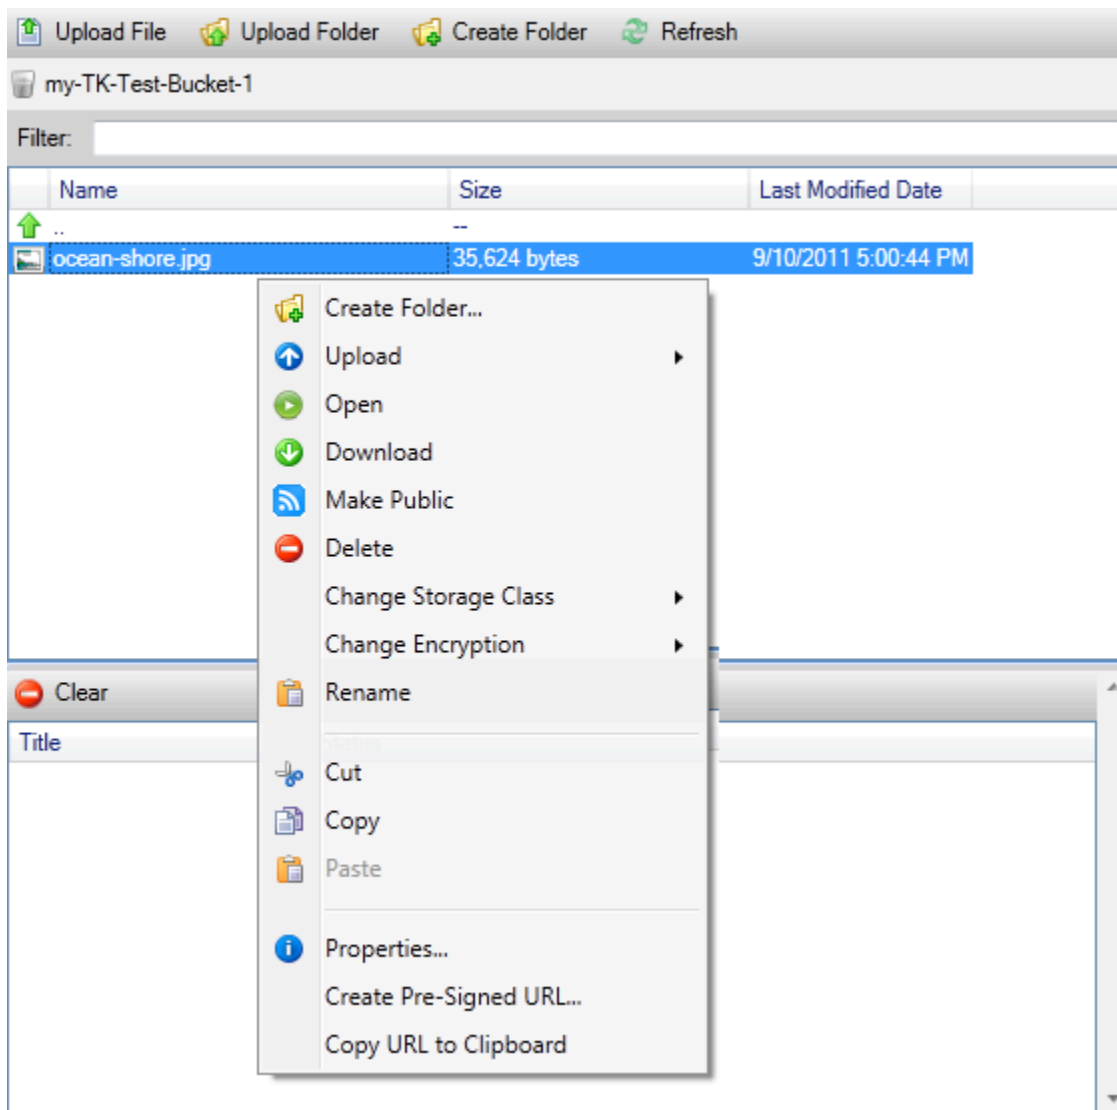 Upload File Upload Folder Create Folder Refresh
my-TK-Test-Bucket-1
Filter:
Name Size Last Modified Date
.. --
ocean-shore.jpg 35,624 bytes 9/10/2011 5:00:44 PM
Create Folder...
Upload
Open
Download
Make Public
Delete
Change Storage Class
Change Encryption
Rename
Cut
Copy
Paste
Properties...
Create Pre-Signed URL...
Copy URL to Clipboard
Clear
Title